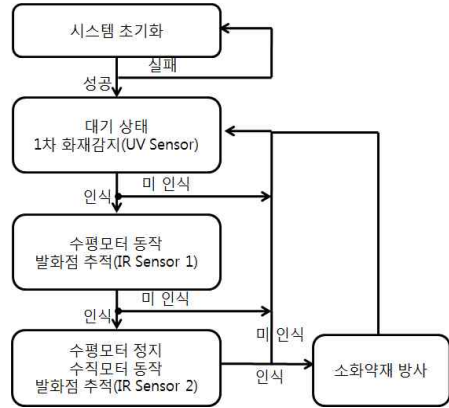 시스템 초기화
실패
성공
대기 상태
1차 화재감지(UV Sensor)
미 인식
인식
수평모터 동작
발화점 추적(IR Sensor 1)
미 인식
인식
수평모터 정지
수직모터 동작
발화점 추적(IR Sensor 2)
미 인식
인식
소화약재 방사